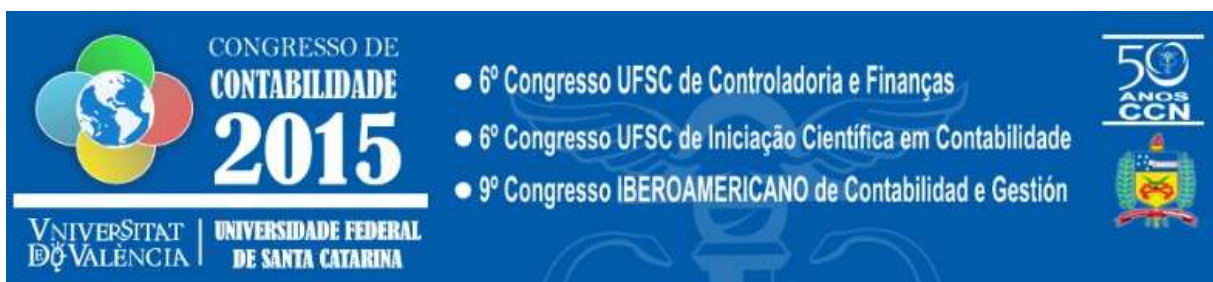 CONGRESSO DE
CONTABILIDADE
2015
VNIVERSITAT
DE VALÈNCIA
UNIVERSIDADE FEDERAL
DE SANTA CATARINA
● 6º Congresso UFSC de Controladoria e Finanças
● 6º Congresso UFSC de Iniciação Científica em Contabilidade
● 9º Congresso IBEROAMERICANO de Contabilidad e Gestión
50
ANOS
CCN